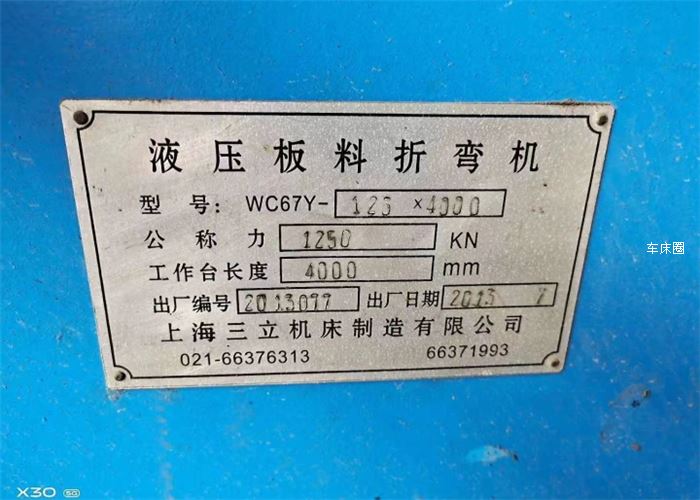 液压板料折弯机
型号: WC67Y-125×4000
公称力 1250 KN
工作台长度 4000 mm
出厂编号 2013077 出厂日期 2013 7
上海三立机床制造有限公司
021-66376313 66371993
车床圈
X30 5G